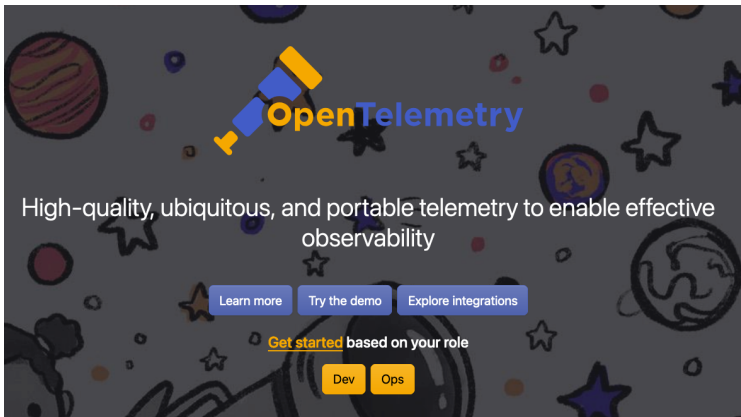 OpenTelemetry
High-quality, ubiquitous, and portable telemetry to enable effective
observability
Learn more
Try the demo
Explore integrations
Get started based on your role
Dev
Ops